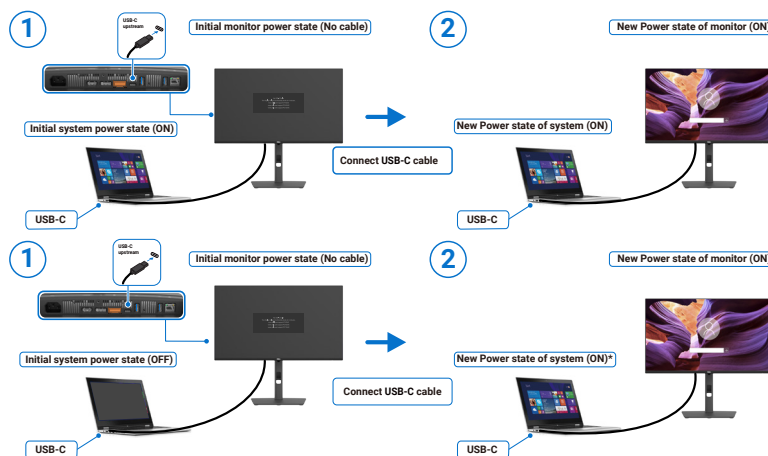 1
USB-C
upstream
Initial monitor power state (No cable)
2
New Power state of monitor (ON)
Initial system power state (ON)
New Power state of system (ON)
Connect USB-C cable
USB-C
USB-C
1
USB-C
upstream
Initial monitor power state (No cable)
2
New Power state of monitor (ON)
Initial system power state (OFF)
New Power state of system (ON)*
Connect USB-C cable
USB-C
USB-C